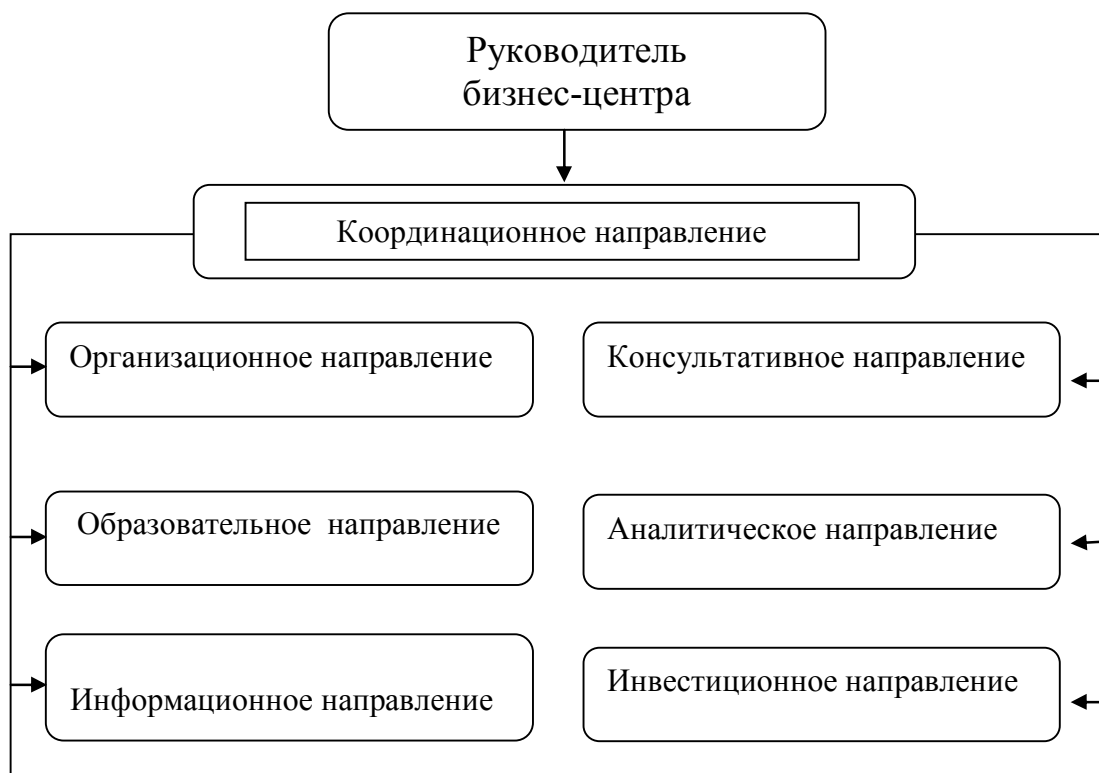 Руководитель
бизнес-центра
Координационное направление
Организационное направление
Консультативное направление
Образовательное  направление
Аналитическое направление
Информационное направление
Инвестиционное направление